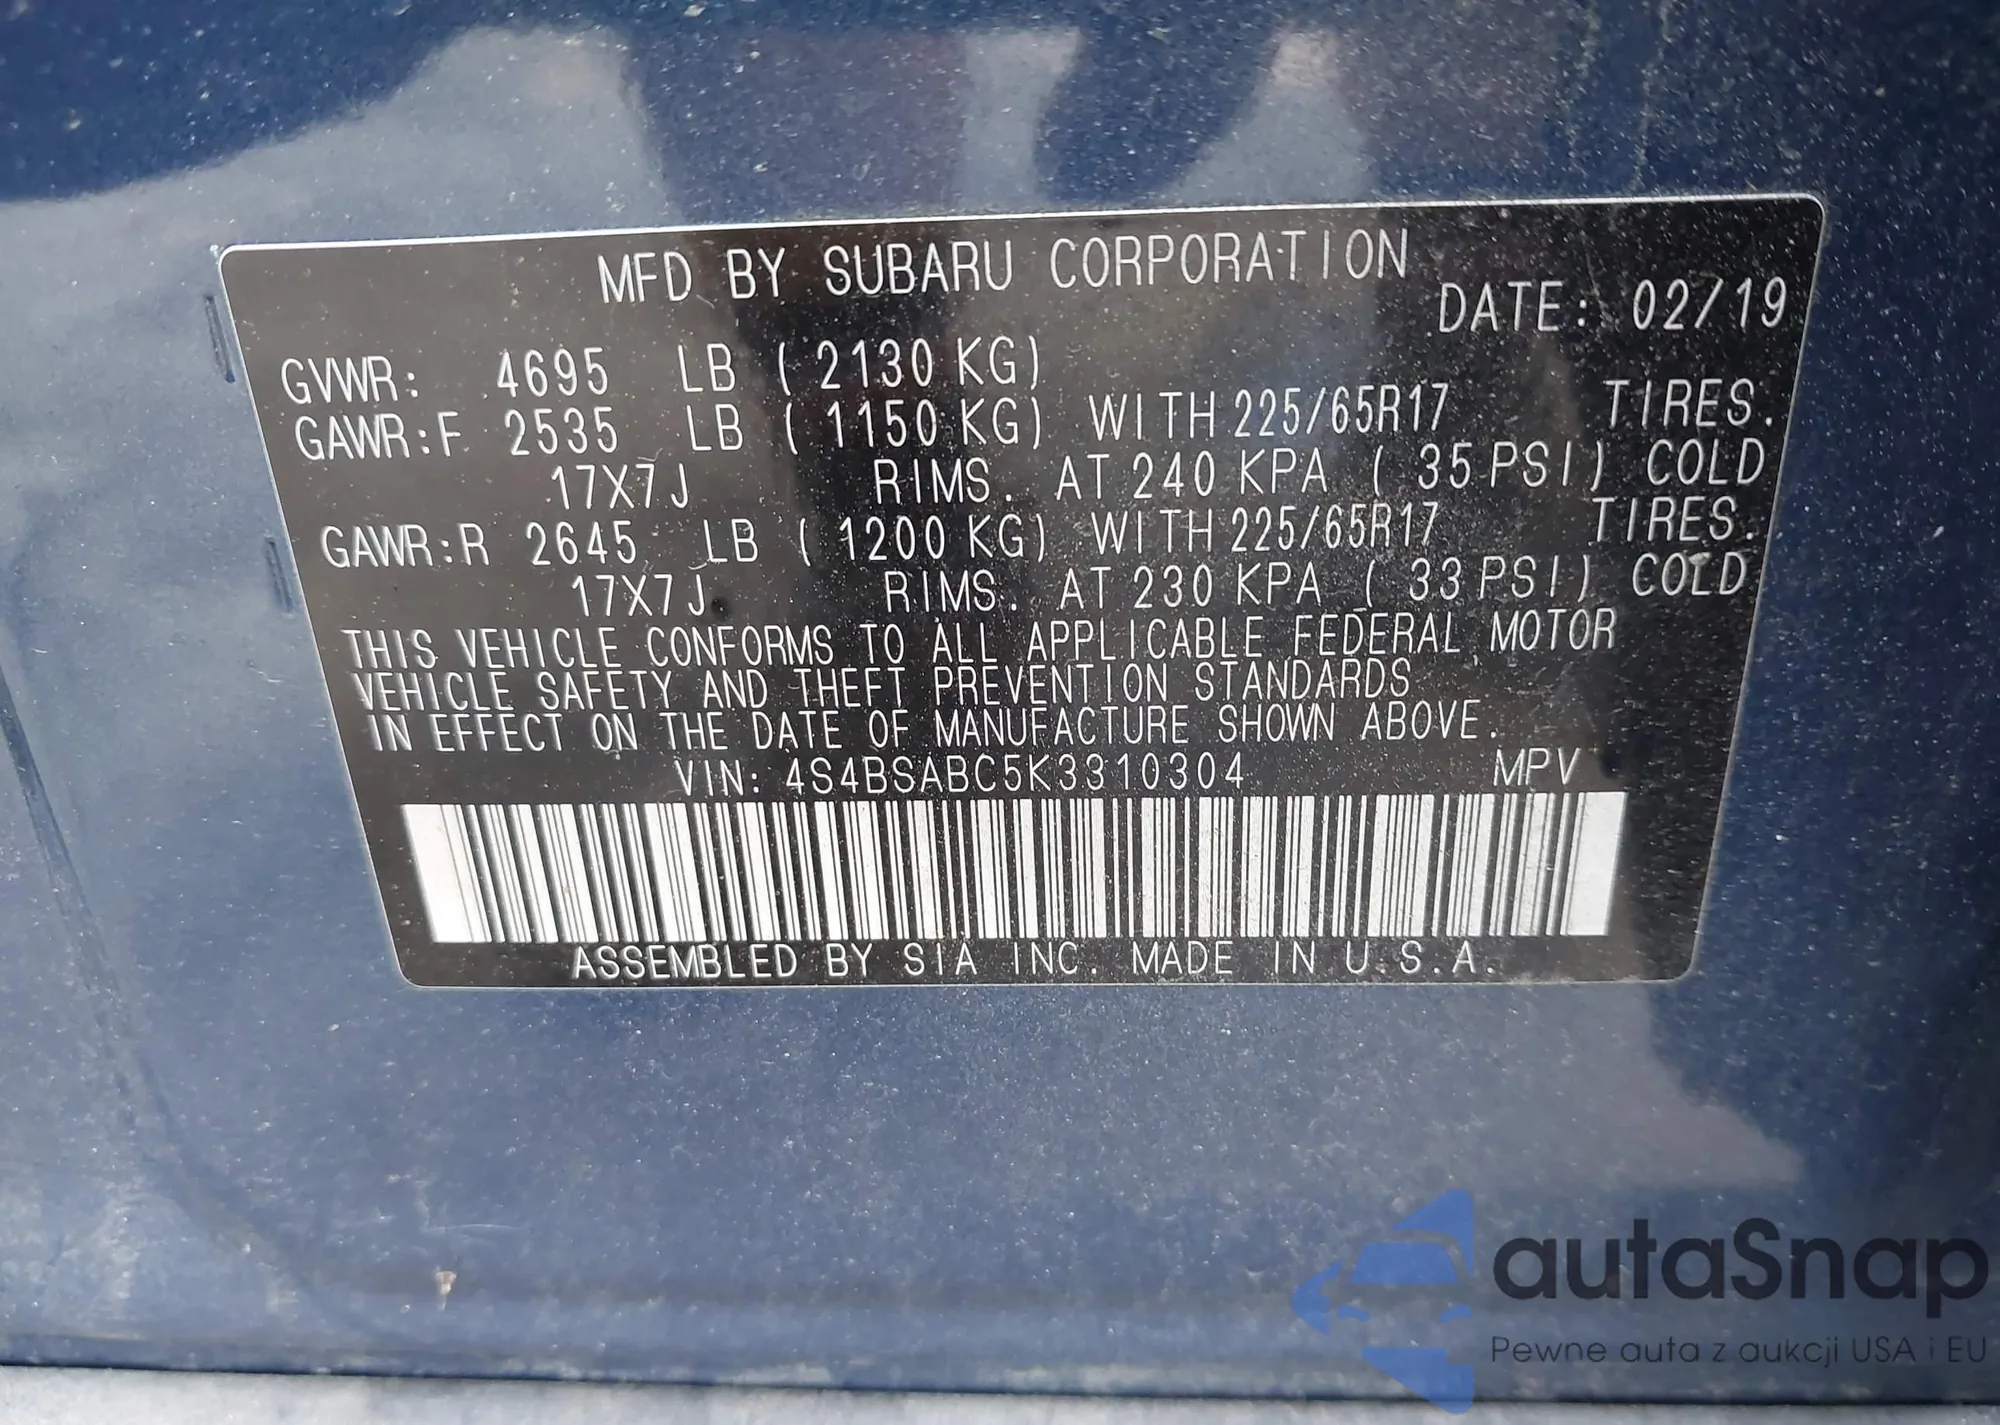 MFD BY SUBARU CORPORATION
DATE: 02/19
GVWR: 4695 LB ( 2130 KG)
GAWR:F 2535 LB ( 1150 KG) WITH 225/65R17 TIRES.
17X7J RIMS. AT 240 KPA ( 35 PSI) COLD
GAWR:R 2645 LB ( 1200 KG) WITH 225/65R17 TIRES.
17X7J RIMS. AT 230 KPA ( 33 PSI) COLD
THIS VEHICLE CONFORMS TO ALL APPLICABLE FEDERAL MOTOR
VEHICLE SAFETY AND THEFT PREVENTION STANDARDS
IN EFFECT ON THE DATE OF MANUFACTURE SHOWN ABOVE.
VIN: 4S4BSABC5K3310304 MPV
ASSEMBLED BY SIA INC. MADE IN U.S.A.
autaSnap
Pewne auta z aukcji USA i EU